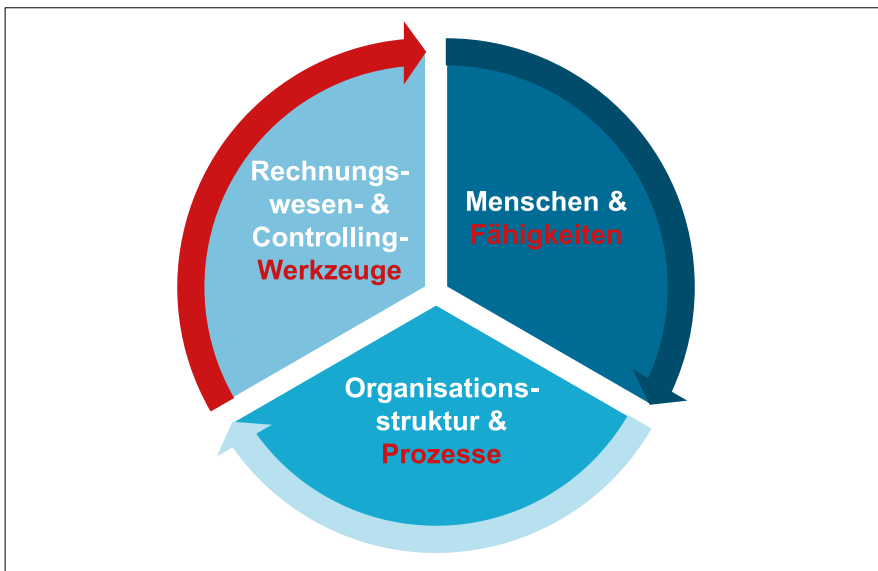 Rechnungs-
wesen- &
Controlling-
Werkzeuge
Menschen &
Fähigkeiten
Organisations-
struktur &
Prozesse